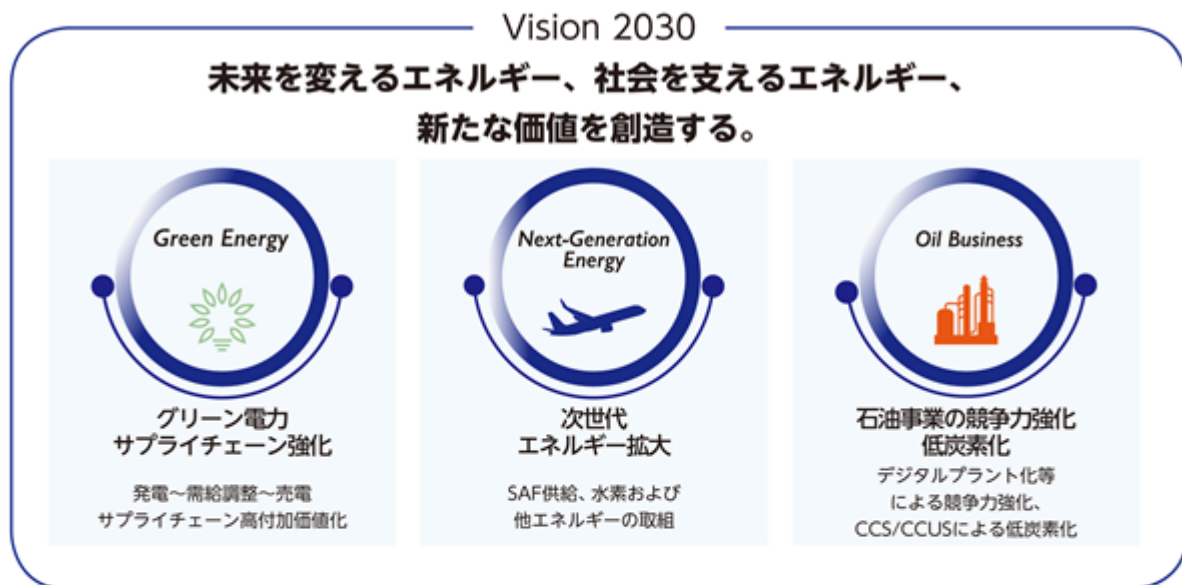 Vision 2030
未来を変えるエネルギー、社会を支えるエネルギー、
新たな価値を創造する。
Green Energy
グリーン電力
サプライチェーン強化
発電～需給調整～売電
サプライチェーン高付加価値化
Next-Generation
Energy
次世代
エネルギー拡大
SAF供給、水素および
他エネルギーの取組
Oil Business
石油事業の競争力強化
低炭素化
デジタルプラント化等
による競争力強化、
CCS/CCUSによる低炭素化